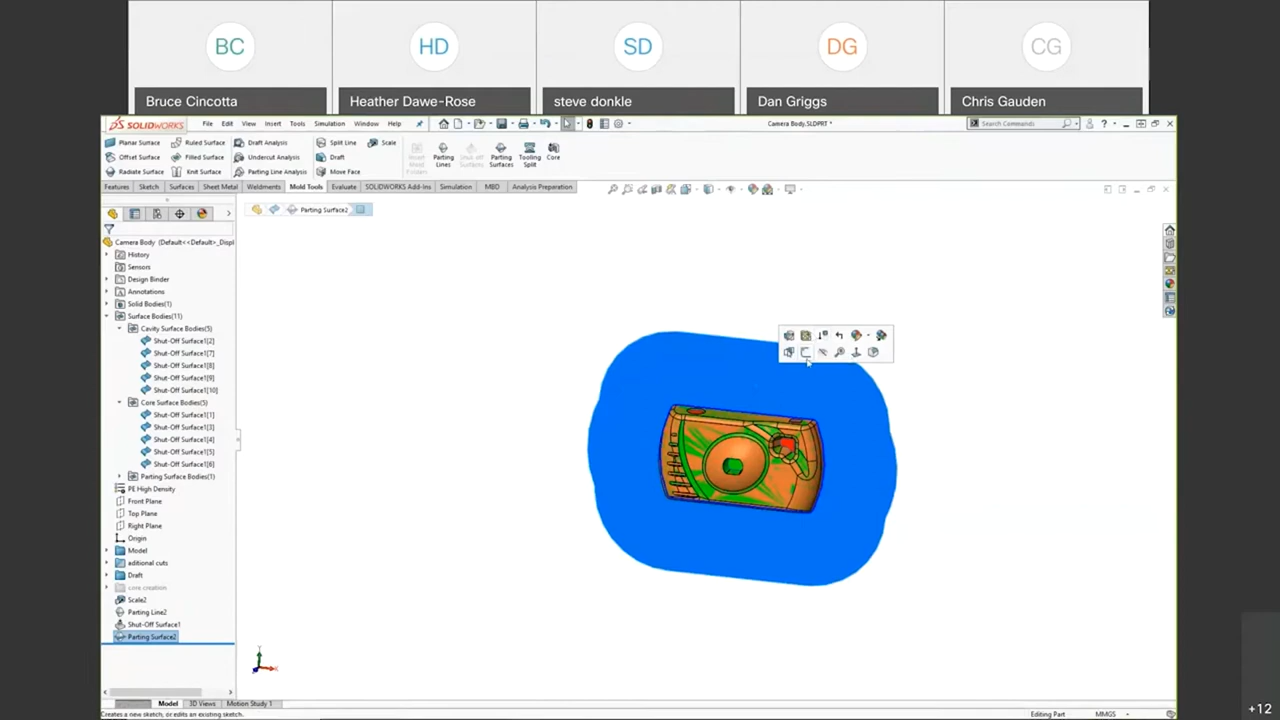 BC
HD
SD
DG
CG
Bruce Cincotta
Heather Dawe-Rose
steve donkle
Dan Griggs
Chris Gauden
SOLIDWORKS
File Edit View Insert Tools Simulation Window Help
Camera Body.SLDPRT *
Search Commands
Planar Surface
Ruled Surface
Draft Analysis
Split Line
Scale
Offset Surface
Filled Surface
Undercut Analysis
Draft
Radiate Surface
Knit Surface
Parting Line Analysis
Move Face
Insert Mold Folders
Parting Lines
Shut-off Surfaces
Parting Surfaces
Tooling Split
Core
Features Sketch Surfaces Sheet Metal Weldments Mold Tools Evaluate SOLIDWORKS Add-Ins Simulation MBD Analysis Preparation
Parting Surface2
Camera Body (Default<<Default>_Displ
History
Sensors
Design Binder
Annotations
Solid Bodies(1)
Surface Bodies(11)
Cavity Surface Bodies(5)
Shut-Off Surface1[2]
Shut-Off Surface1[7]
Shut-Off Surface1[8]
Shut-Off Surface1[9]
Shut-Off Surface1[10]
Core Surface Bodies(5)
Shut-Off Surface1[1]
Shut-Off Surface1[3]
Shut-Off Surface1[4]
Shut-Off Surface1[5]
Shut-Off Surface1[6]
Parting Surface Bodies(1)
PE High Density
Front Plane
Top Plane
Right Plane
Origin
Model
aditional cuts
Draft
core creation
Scale2
Parting Line2
Shut-Off Surface1
Parting Surface2
Model 3D Views Motion Study 1
Creates a new sketch, or edits an existing sketch.
Editing Part
MMGS
+12